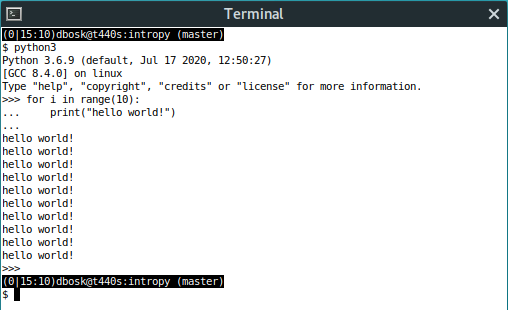 Terminal
(0|15:10)dbosk@t440s:intropy (master)
$ python3
Python 3.6.9 (default, Jul 17 2020, 12:50:27)
[GCC 8.4.0] on linux
Type "help", "copyright", "credits" or "license" for more information.
>>> for i in range(10):
...     print("hello world!")
...
hello world!
hello world!
hello world!
hello world!
hello world!
hello world!
hello world!
hello world!
hello world!
hello world!
>>>
(0|15:10)dbosk@t440s:intropy (master)
$